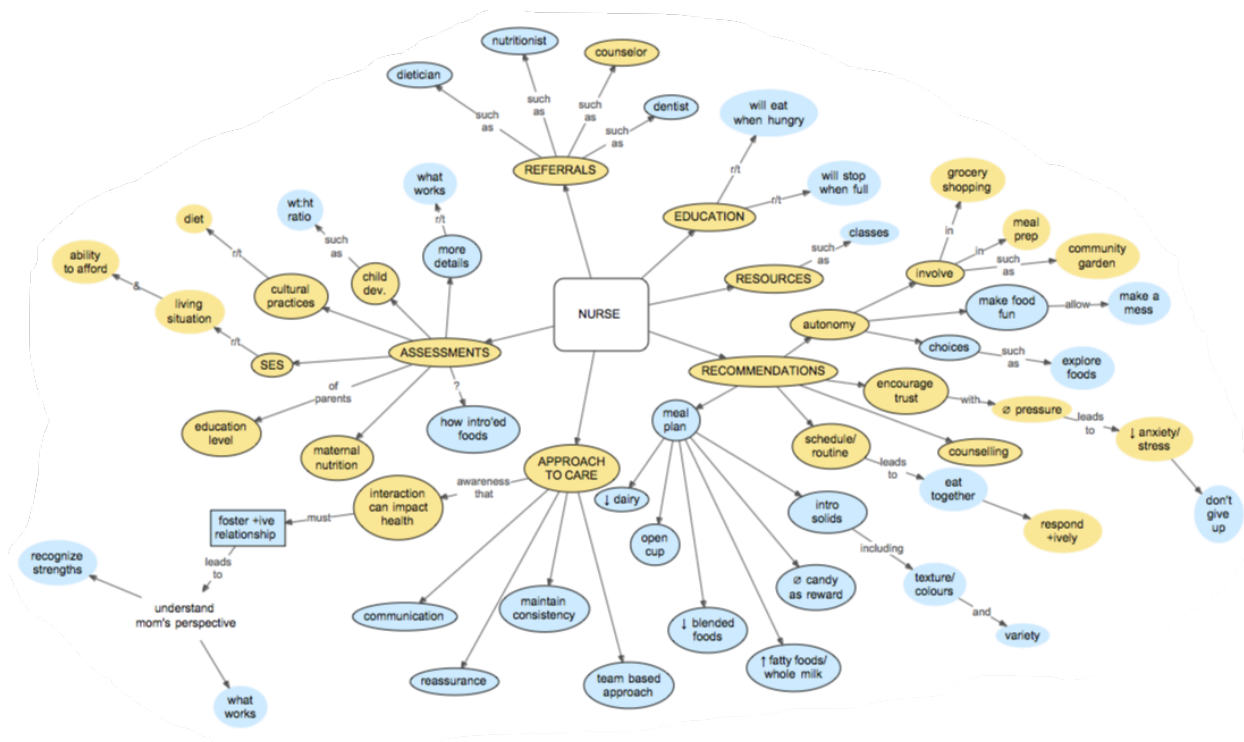 nutritionist
counselor
dietician
such
as
such
as
such
as
such
as
dentist
REFERRALS
will eat
when hungry
r/t
will stop
when full
r/t
EDUCATION
classes
such
as
RESOURCES
grocery
shopping
in
meal
prep
in
such
as
community
garden
involve
make food
fun
allow
make a
mess
autonomy
choices
such
as
explore
foods
what
works
r/t
more
details
wt:ht
ratio
such
as
child
dev.
diet
r/t
cultural
practices
ability
to afford
&
living
situation
r/t
SES
ASSESSMENTS
of
parents
education
level
maternal
nutrition
?
how intro'ed
foods
NURSE
RECOMMENDATIONS
encourage
trust
with
ø pressure
leads
to
↓ anxiety/
stress
don't
give
up
counselling
schedule/
routine
leads
to
eat
together
respond
+ively
meal
plan
↓ dairy
open
cup
↓ blended
foods
↑ fatty foods/
whole milk
ø candy
as reward
intro
solids
including
texture/
colours
and
variety
APPROACH
TO CARE
awareness
that
interaction
can impact
health
must
foster +ive
relationship
leads
to
understand
mom's perspective
recognize
strengths
what
works
communication
reassurance
maintain
consistency
team based
approach